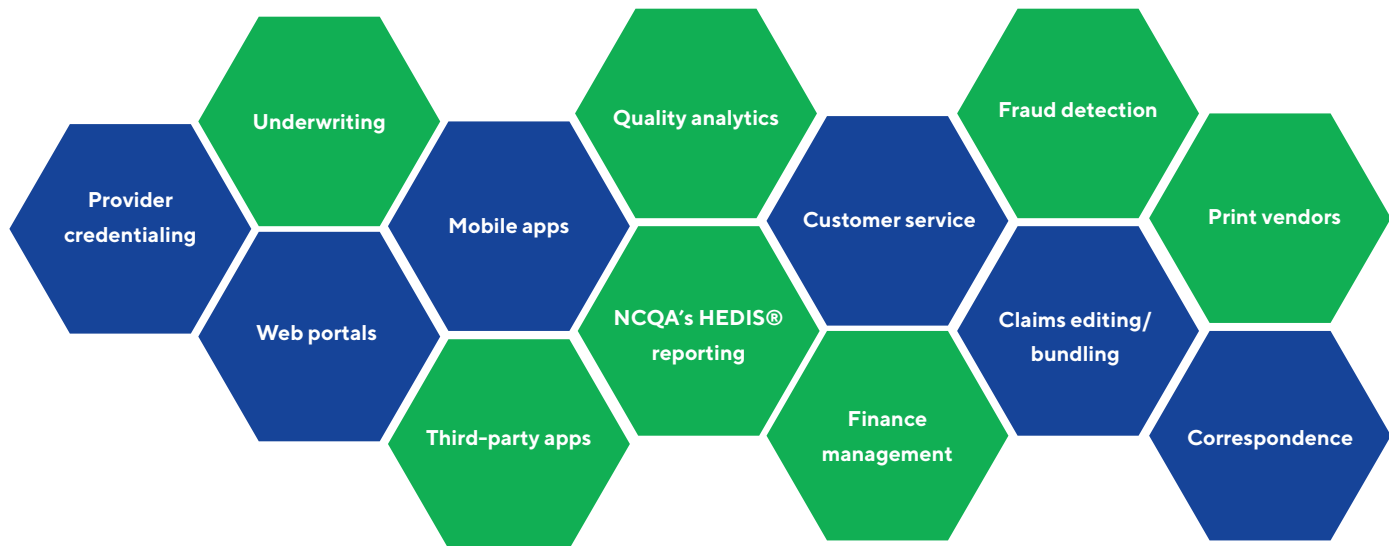 Underwriting
Quality analytics
Fraud detection
Provider
credentialing
Mobile apps
Customer service
Print vendors
Web portals
NCQA’s HEDIS®
reporting
Claims editing/
bundling
Third-party apps
Finance
management
Correspondence